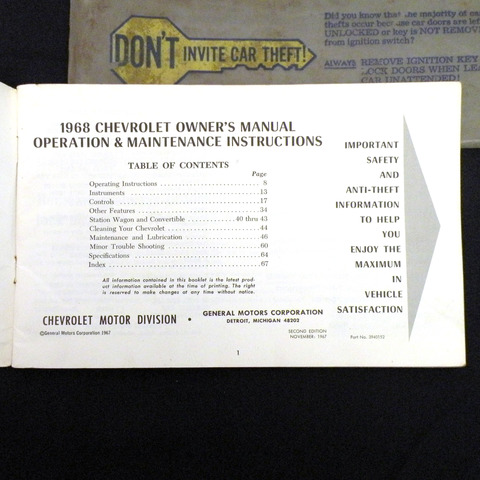 DON'T INVITE CAR THEFT!
Did you know that the majority of
thefts occur because car doors are left
UNLOCKED or key is NOT REMOVE
from ignition switch?
ALWAYS REMOVE IGNITION KEY
LOCK DOORS WHEN
CAR UNATTENDED!
1968 CHEVROLET OWNER'S MANUAL
OPERATION & MAINTENANCE INSTRUCTIONS
TABLE OF CONTENTS
Page
Operating Instructions 8
Instruments 13
Controls 17
Other Features 34
Station Wagon and Convertible 40 thru 43
Cleaning Your Chevrolet 44
Maintenance and Lubrication 46
Minor Trouble Shooting 60
Specifications 64
Index 67
All information contained in this booklet is the latest prod-
uct information available at the time of printing. The right
is reserved to make changes at any time without notice.
CHEVROLET MOTOR DIVISION • GENERAL MOTORS CORPORATION
DETROIT, MICHIGAN 48202
©General Motors Corporation 1967
SECOND EDITION
NOVEMBER, 1967
Part No. 3940102
1
IMPORTANT
SAFETY
AND
ANTI-THEFT
INFORMATION
TO HELP
YOU
ENJOY THE
MAXIMUM
IN
VEHICLE
SATISFACTION